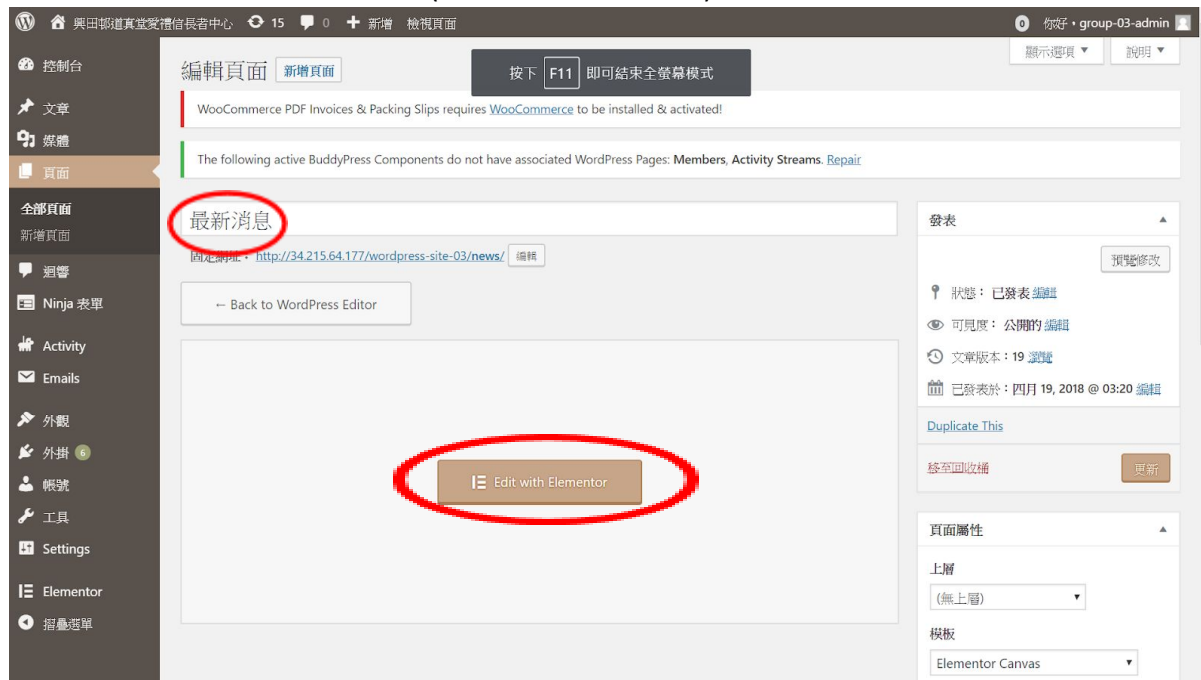 興田邨道真堂愛禮信長者中心 15 0 新增 檢視頁面 0 你好・group-03-admin
顯示選項 說明
控制台
文章
媒體
頁面
全部頁面
新增頁面
迴響
Ninja 表單
Activity
Emails
外觀
外掛 6
帳號
工具
Settings
Elementor
摺疊選單
編輯頁面 新增頁面
按下 F11 即可結束全螢幕模式
WooCommerce PDF Invoices & Packing Slips requires WooCommerce to be installed & activated!
The following active BuddyPress Components do not have associated WordPress Pages: Members, Activity Streams. Repair
最新消息
固定網址： http://34.215.64.177/wordpress-site-03/news/ 編輯
← Back to WordPress Editor
Edit with Elementor
發表
預覽修改
狀態： 已發表 編輯
可見度： 公開的 編輯
文章版本：19 瀏覽
已發表於：四月 19, 2018 @ 03:20 編輯
Duplicate This
移至回收桶 更新
頁面屬性
上層
(無上層)
模板
Elementor Canvas